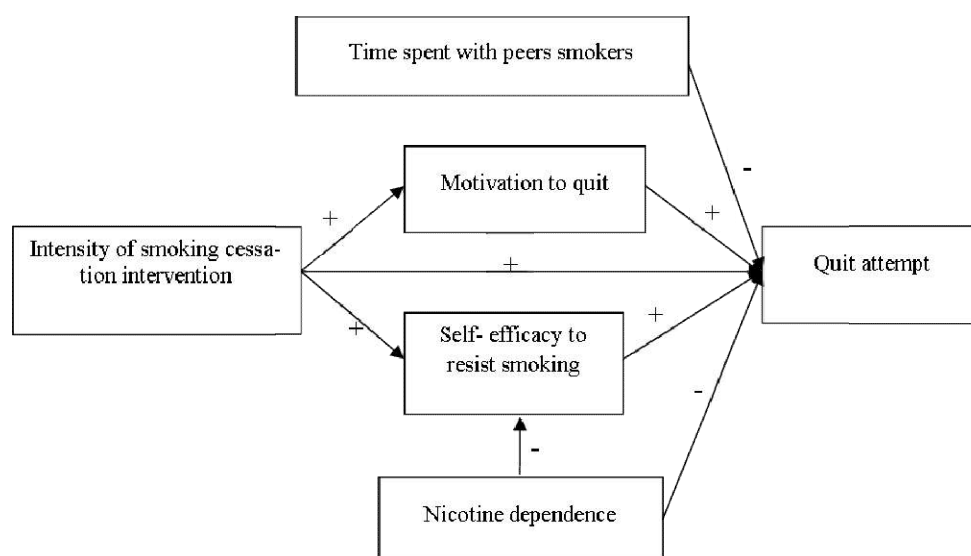 Time spent with peers smokers
-
Motivation to quit
+
+
Intensity of smoking cessa-
tion intervention
+
Quit attempt
+
+
Self- efficacy to
resist smoking
-
-
Nicotine dependence